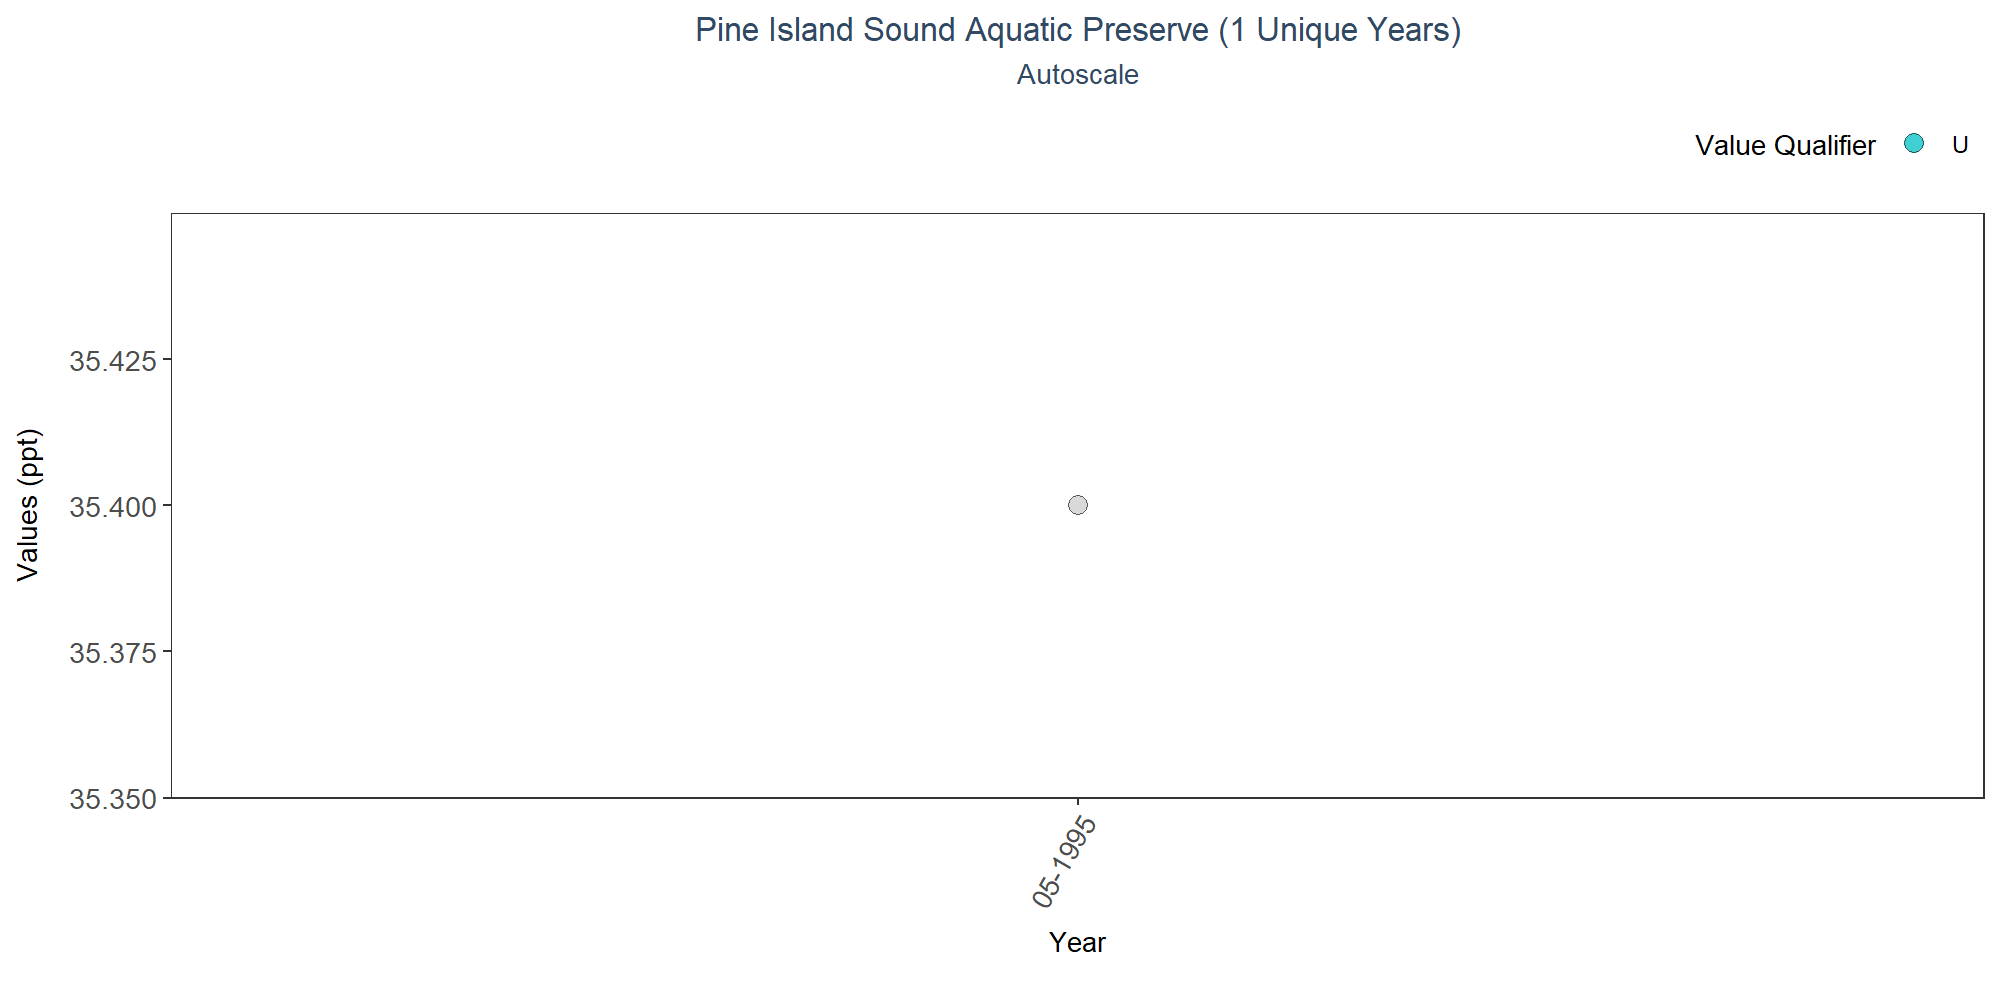 Pine Island Sound Aquatic Preserve (1 Unique Years)
Autoscale
Value Qualifier U
35.425
35.400
35.375
35.350
Values (ppt)
05-1995
Year